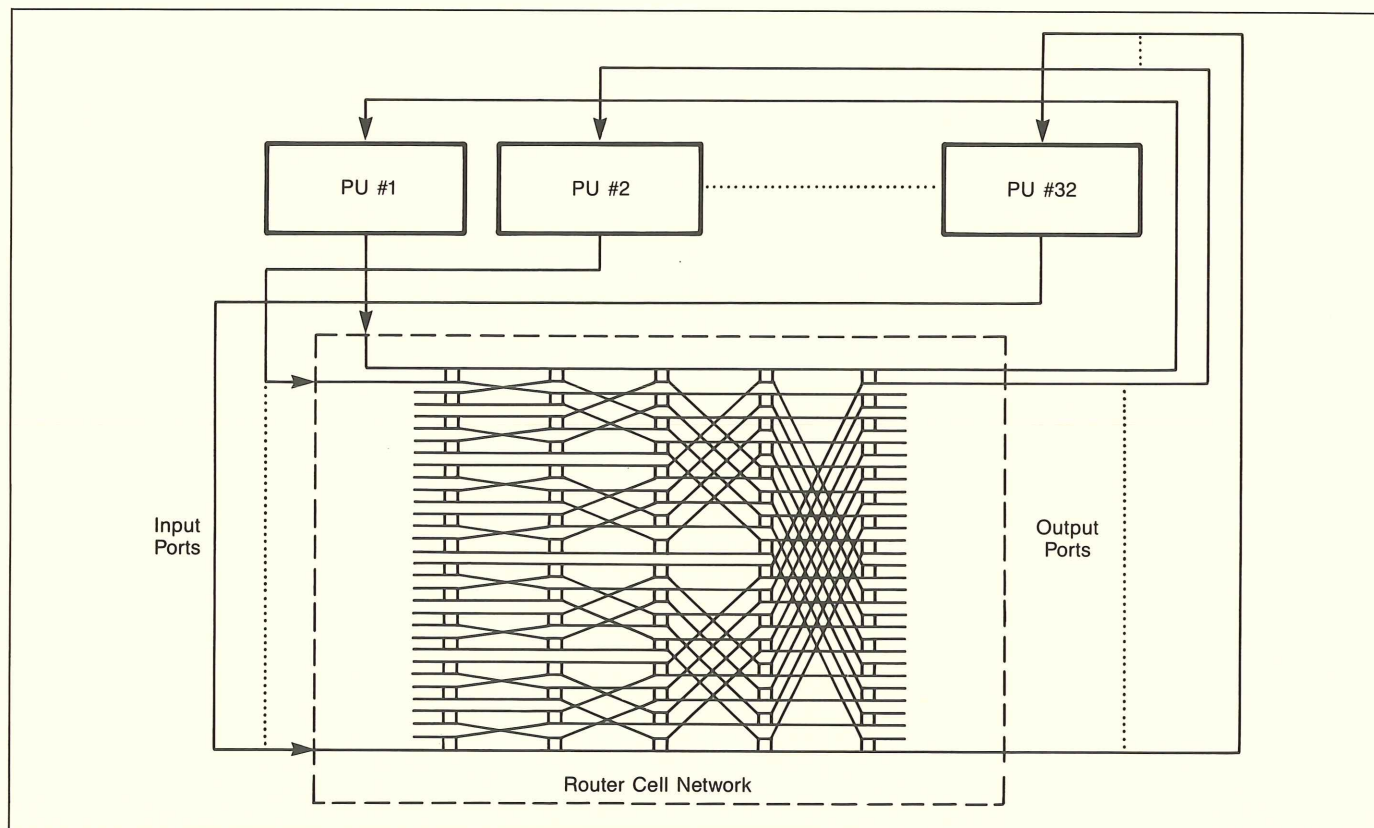 PU #1
PU #2
PU #32
Input
Ports
Output
Ports
Router Cell Network